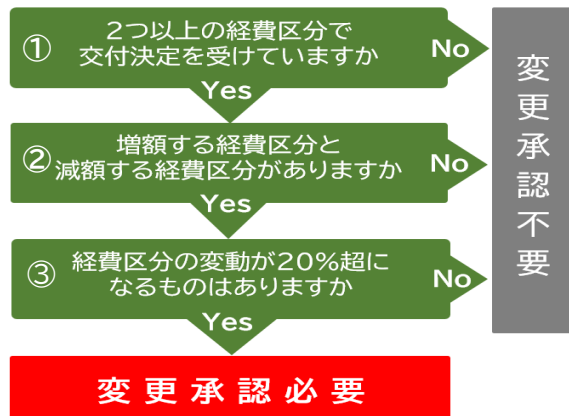 ① 2つ以上の経費区分で
交付決定を受けていますか
No
Yes
② 増額する経費区分と
減額する経費区分がありますか
No
Yes
③ 経費区分の変動が20%超に
なるものはありますか
No
Yes
変更承認不要
変更承認必要